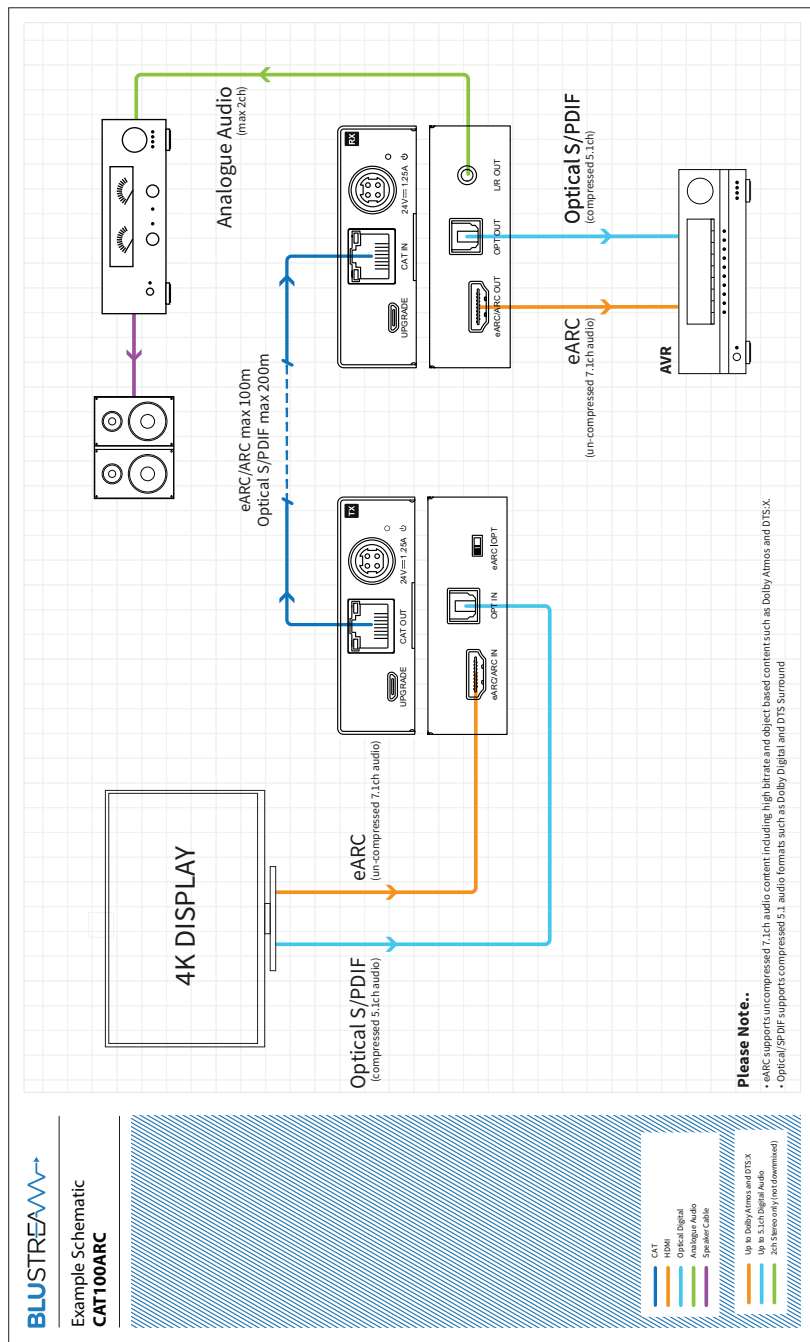 BLUSTREAM
Example Schematic
CAT100ARC
4K DISPLAY
Optical S/PDIF
(compressed 5.1ch audio)
eARC
(un-compressed 7.1ch audio)
UPGRADE
CAT OUT
24V⎓1.25A
TX
eARC/ARC IN
OPT IN
eARC|OPT
eARC/ARC max 100m
Optical S/PDIF max 200m
UPGRADE
CAT IN
24V⎓1.25A
RX
eARC/ARC OUT
OPT OUT
L/R OUT
Analogue Audio
(max 2ch)
eARC
(un-compressed 7.1ch audio)
Optical S/PDIF
(compressed 5.1ch)
AVR
Please Note..
• eARC supports uncompressed 7.1ch audio content including high bitrate and object based content such as Dolby Atmos and DTS:X.
• Optical/SPDIF supports compressed 5.1 audio formats such as Dolby Digital and DTS Surround
CAT
HDMI
Optical Digital
Analogue Audio
Speaker Cable
Up to Dolby Atmos and DTS:X
Up to 5.1ch Digital Audio
2ch Stereo only (not downmixed)